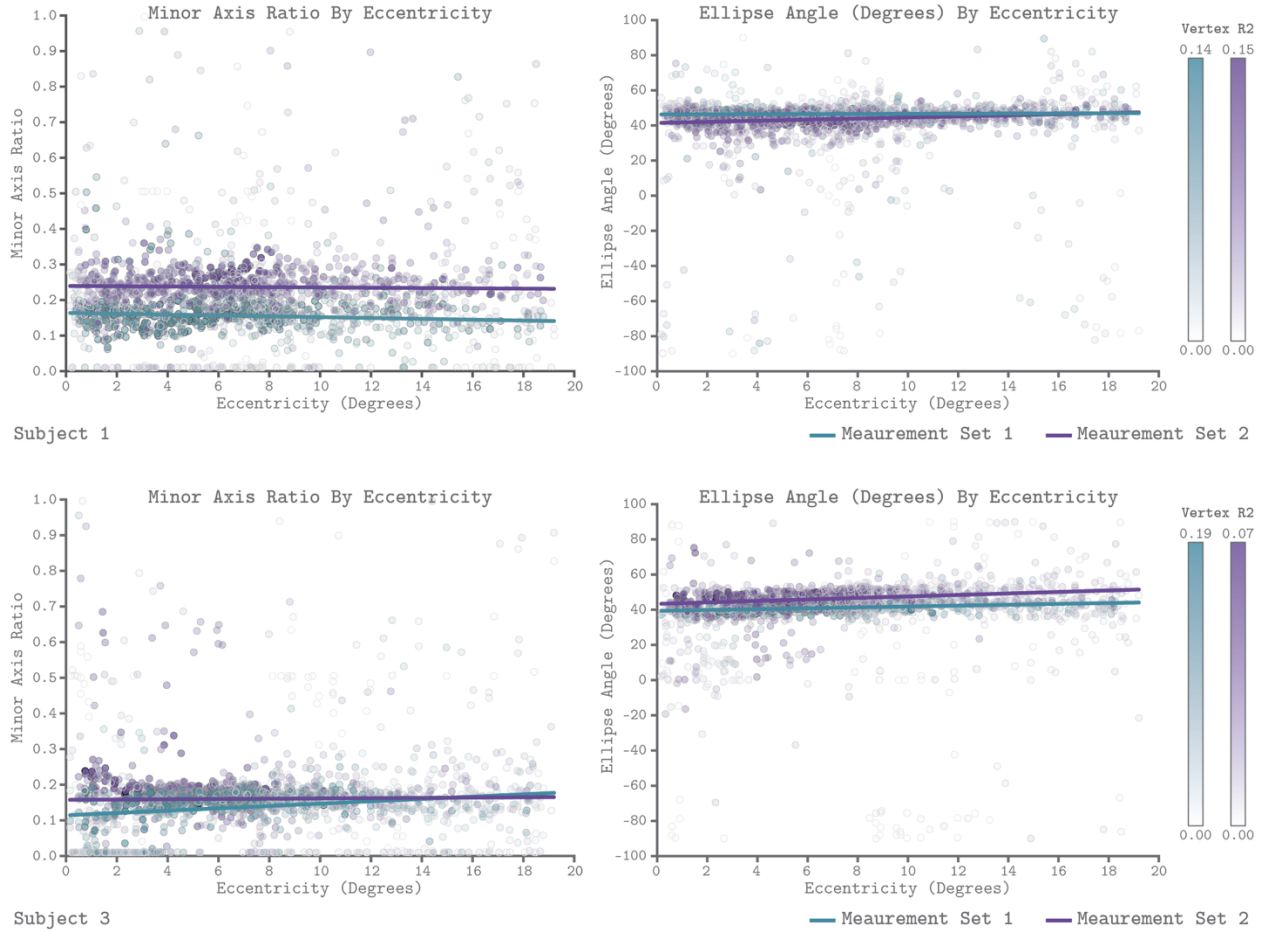 Minor Axis Ratio By Eccentricity
Ellipse Angle (Degrees) By Eccentricity
Vertex R2
0.14 0.15
1.0
0.9
0.8
0.7
0.6
0.5
0.4
0.3
0.2
0.1
0.0
Minor Axis Ratio
0 2 4 6 8 10 12 14 16 18 20
Eccentricity (Degrees)
100
80
60
40
20
0
-20
-40
-60
-80
-100
Ellipse Angle (Degrees)
0 2 4 6 8 10 12 14 16 18 20
Eccentricity (Degrees)
0.00 0.00
Subject 1
Meaurement Set 1
Meaurement Set 2
Minor Axis Ratio By Eccentricity
Ellipse Angle (Degrees) By Eccentricity
Vertex R2
0.19 0.07
1.0
0.9
0.8
0.7
0.6
0.5
0.4
0.3
0.2
0.1
0.0
Minor Axis Ratio
0 2 4 6 8 10 12 14 16 18 20
Eccentricity (Degrees)
100
80
60
40
20
0
-20
-40
-60
-80
-100
Ellipse Angle (Degrees)
0 2 4 6 8 10 12 14 16 18 20
Eccentricity (Degrees)
0.00 0.00
Subject 3
Meaurement Set 1
Meaurement Set 2